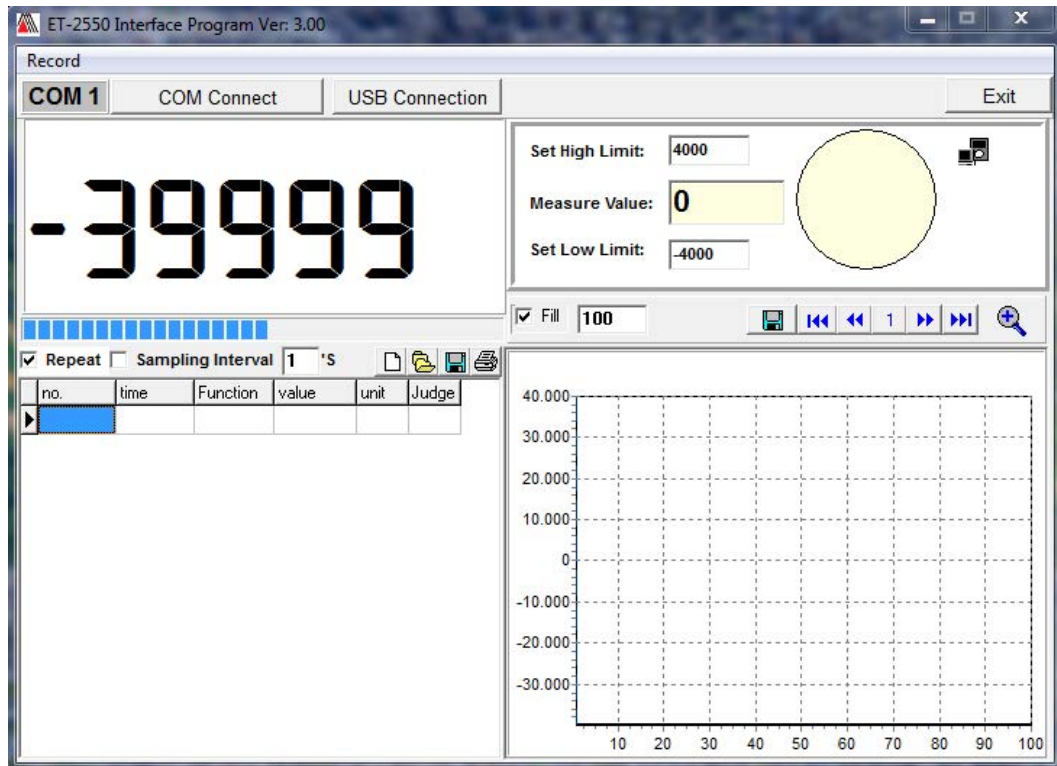 ET-2550 Interface Program Ver: 3.00
Record
COM 1 COM Connect USB Connection Exit
-39999
Set High Limit: 4000
Measure Value: 0
Set Low Limit: -4000
Fill 100 1
Repeat Sampling Interval 1 'S
no. time Function value unit Judge
40.000
30.000
20.000
10.000
0
-10.000
-20.000
-30.000
10 20 30 40 50 60 70 80 90 100